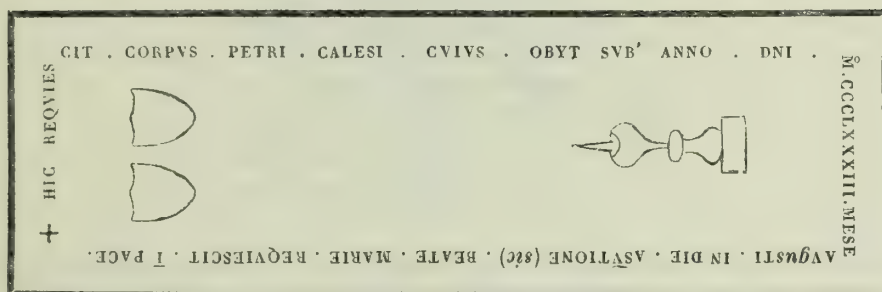 + HIC REQVIES
CIT . CORPVS . PETRI . CALESI . CVIVS . OBYT SVB' ANNO . DNI .
M.º CCCLXXXIII. MESE
AVgustI . IN DIE . ASV̄TIONE (sic) . BEATE . MARIE . REQVIESCIT . Ī PACE.